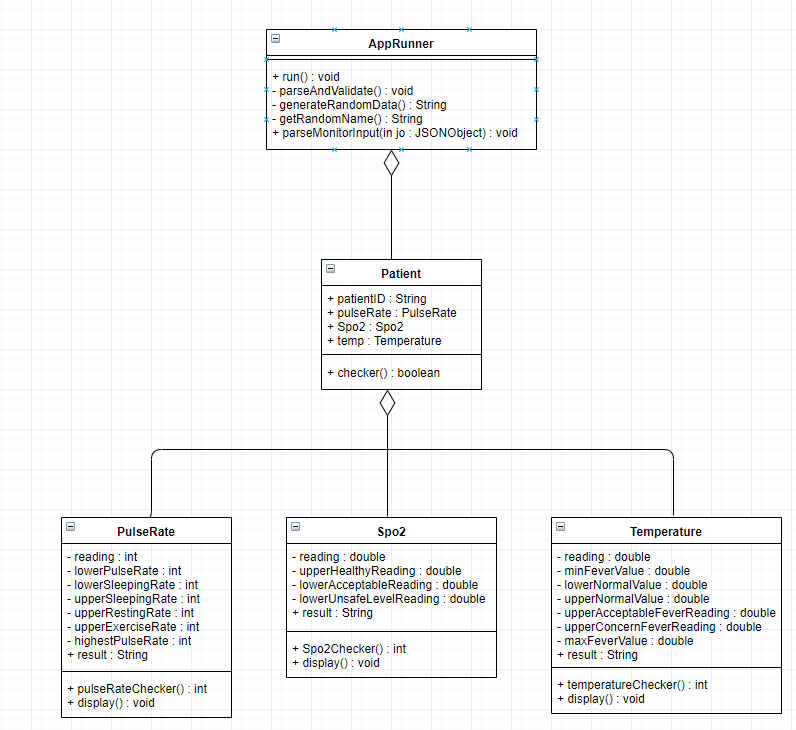 AppRunner
+ run() : void
- parseAndValidate() : void
- generateRandomData() : String
- getRandomName() : String
+ parseMonitorInput(in jo : JSONObject) : void
Patient
+ patientID : String
+ pulseRate : PulseRate
+ Spo2 : Spo2
+ temp : Temperature
+ checker() : boolean
PulseRate
- reading : int
- lowerPulseRate : int
- lowerSleepingRate : int
- upperSleepingRate : int
- upperRestingRate : int
- upperExerciseRate : int
- highestPulseRate : int
+ result : String
+ pulseRateChecker() : int
+ display() : void
Spo2
- reading : double
- upperHealthyReading : double
- lowerAcceptableReading : double
- lowerUnsafeLevelReading : double
+ result : String
+ Spo2Checker() : int
+ display() : void
Temperature
- reading : double
- minFeverValue : double
- lowerNormalValue : double
- upperNormalValue : double
- upperAcceptableFeverReading : double
- upperConcernFeverReading : double
- maxFeverValue : double
+ result : String
+ temperatureChecker() : int
+ display() : void